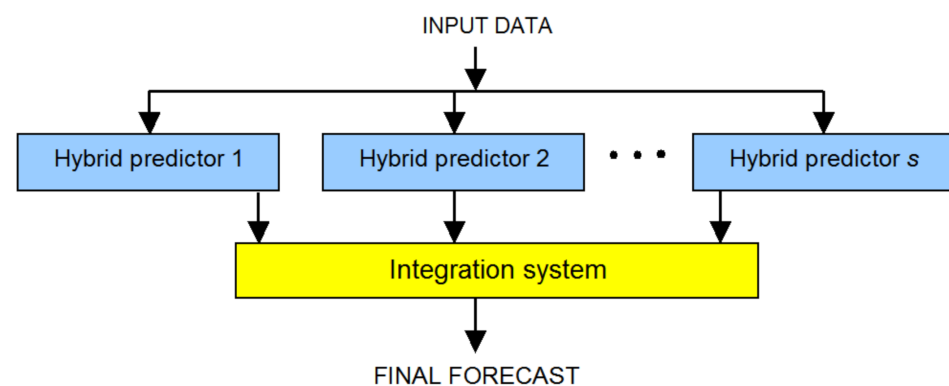 INPUT DATA
Hybrid predictor 1
Hybrid predictor 2
• • •
Hybrid predictor s
Integration system
FINAL FORECAST